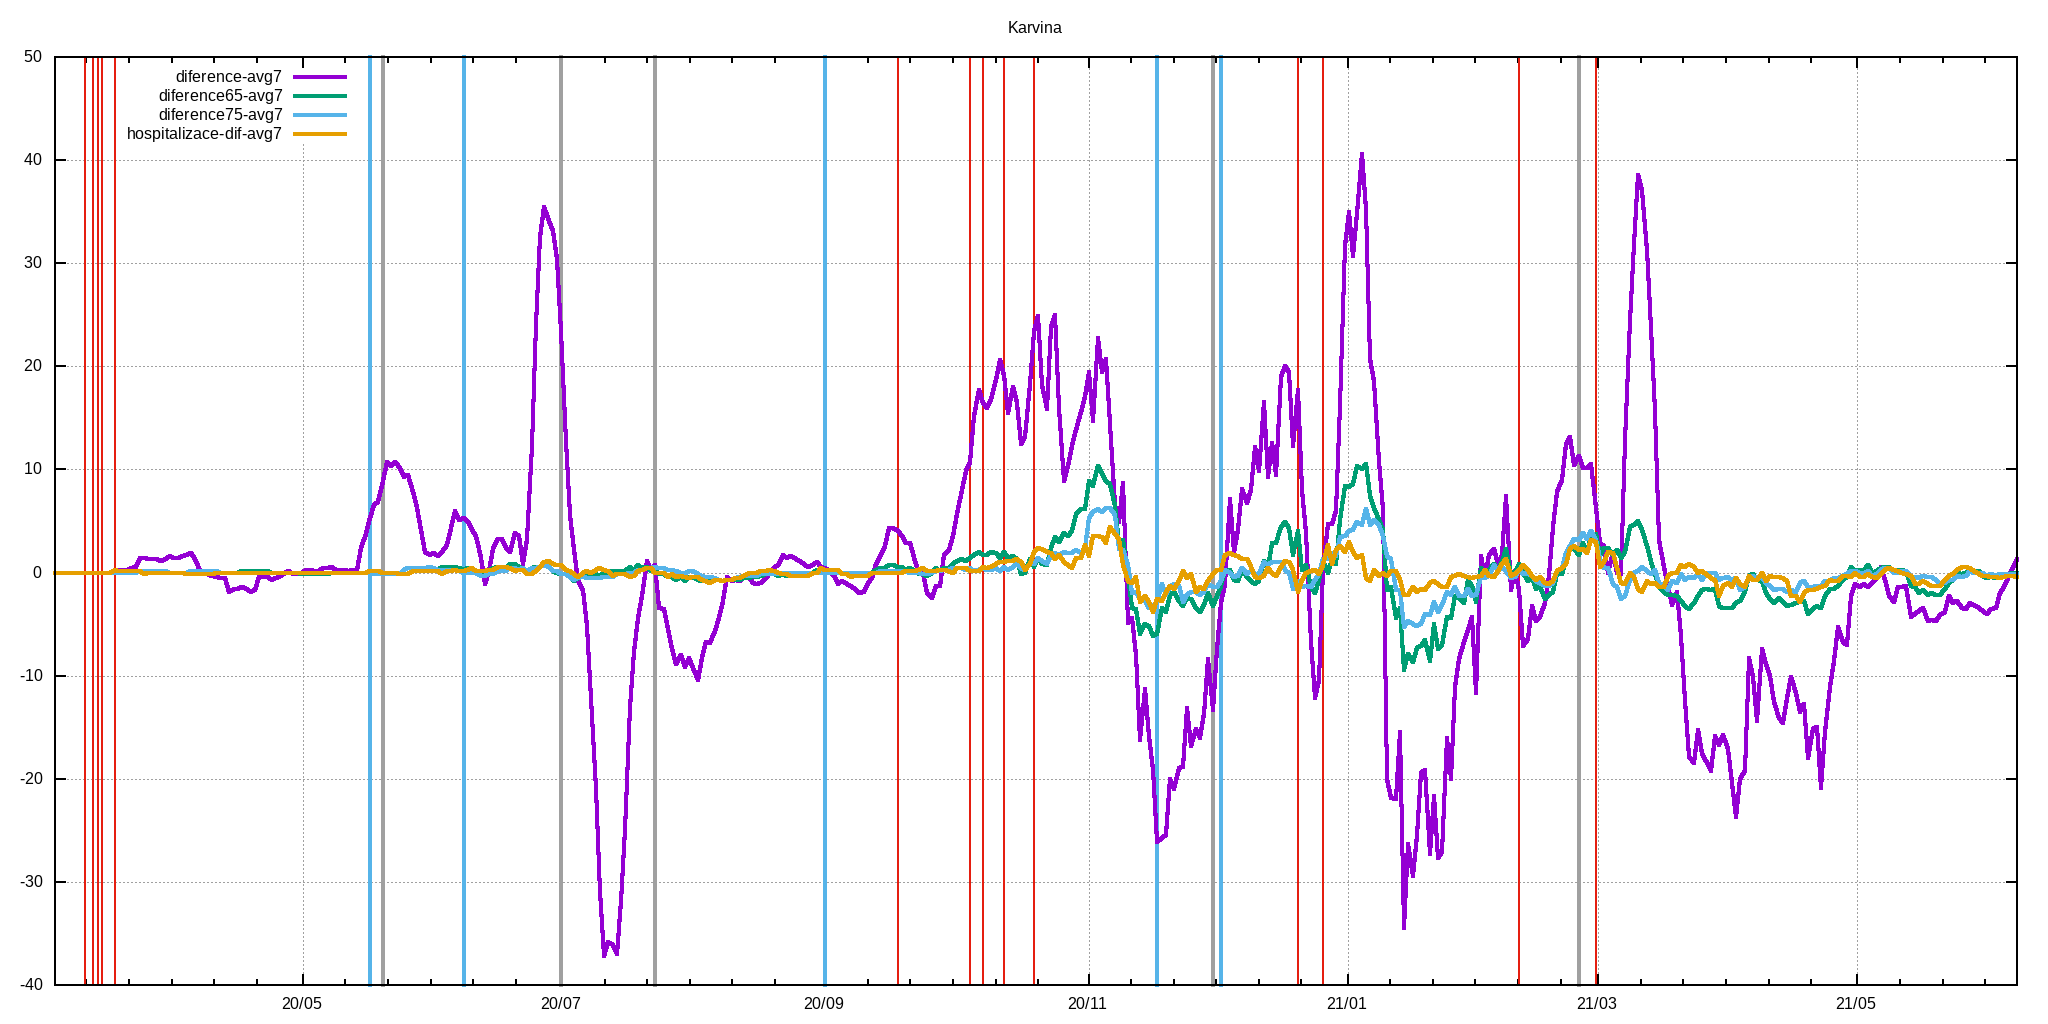 Karvina
50
diference-avg7
diference65-avg7
diference75-avg7
hospitalizace-dif-avg7
40
30
20
10
0
-10
-20
-30
-40
20/05 20/07 20/09 20/11 21/01 21/03 21/05